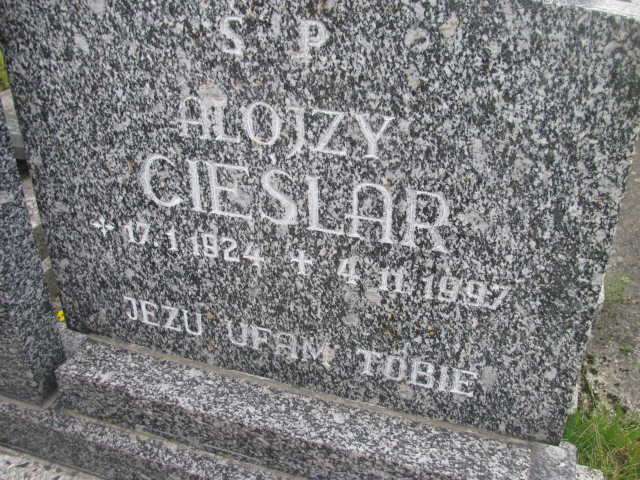 Ś P
ALOJZY
CIEŚLAR
* 17.1.1924 + 4.11.1997
JEZU UFAM TOBIE